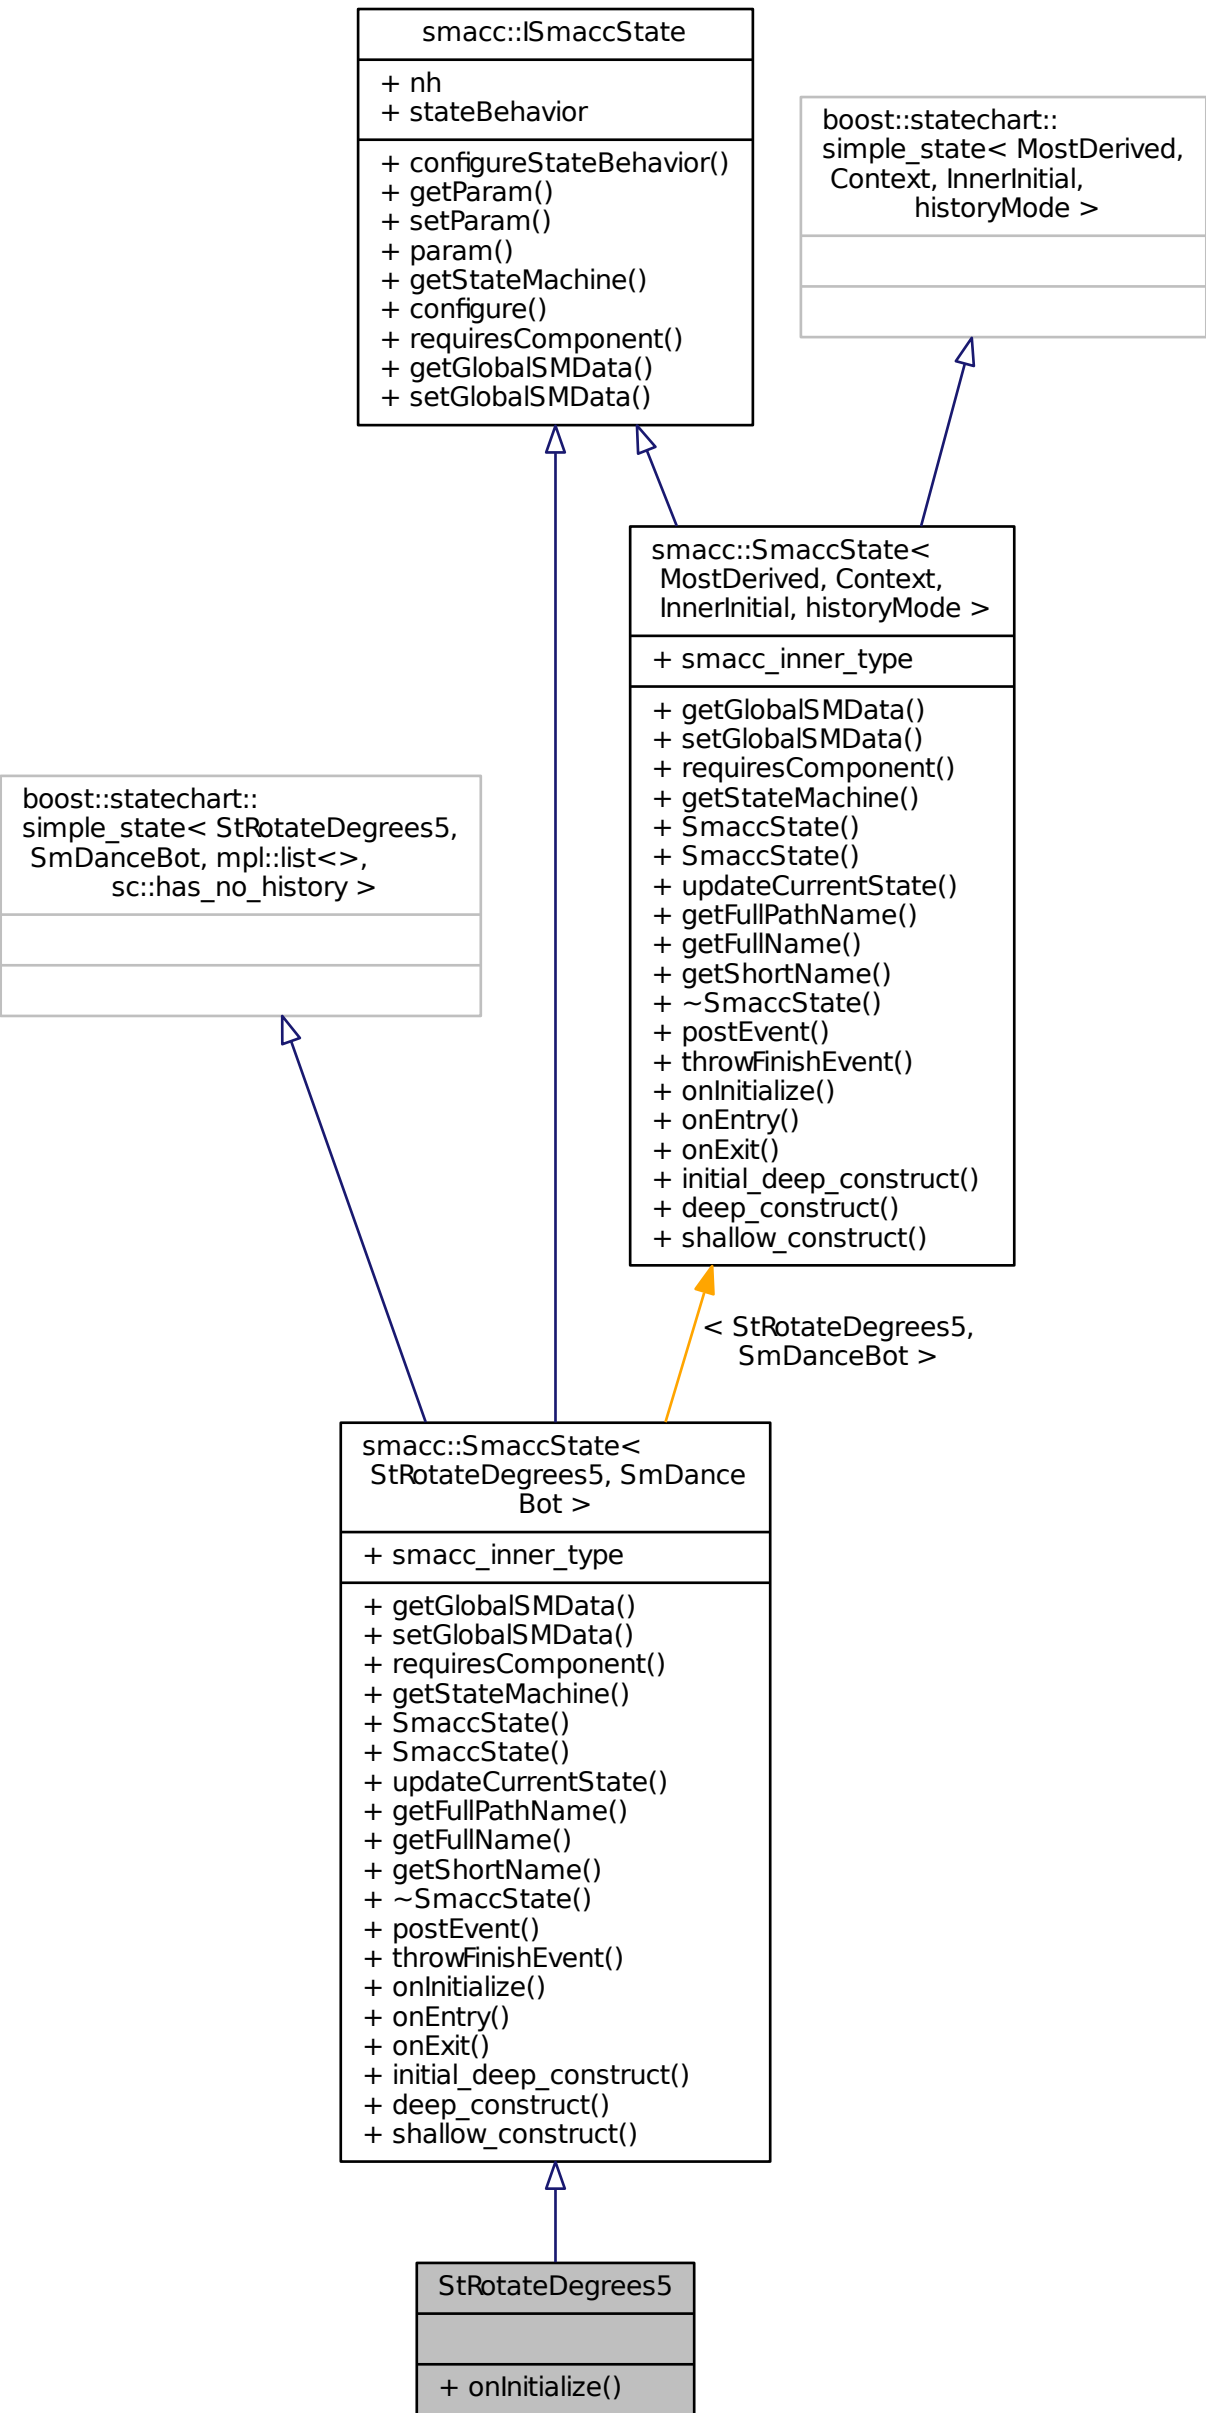 smacc::ISmaccState
+ nh
+ stateBehavior
+ configureStateBehavior()
+ getParam()
+ setParam()
+ param()
+ getStateMachine()
+ configure()
+ requiresComponent()
+ getGlobalSMData()
+ setGlobalSMData()
boost::statechart::
simple_state< MostDerived,
Context, InnerInitial,
historyMode >
smacc::SmaccState<
MostDerived, Context,
InnerInitial, historyMode >
+ smacc_inner_type
+ getGlobalSMData()
+ setGlobalSMData()
+ requiresComponent()
+ getStateMachine()
+ SmaccState()
+ SmaccState()
+ updateCurrentState()
+ getFullPathName()
+ getFullName()
+ getShortName()
+ ~SmaccState()
+ postEvent()
+ throwFinishEvent()
+ onInitialize()
+ onEntry()
+ onExit()
+ initial_deep_construct()
+ deep_construct()
+ shallow_construct()
boost::statechart::
simple_state< StRotateDegrees5,
SmDanceBot, mpl::list<>,
sc::has_no_history >
< StRotateDegrees5,
SmDanceBot >
smacc::SmaccState<
StRotateDegrees5, SmDance
Bot >
+ smacc_inner_type
+ getGlobalSMData()
+ setGlobalSMData()
+ requiresComponent()
+ getStateMachine()
+ SmaccState()
+ SmaccState()
+ updateCurrentState()
+ getFullPathName()
+ getFullName()
+ getShortName()
+ ~SmaccState()
+ postEvent()
+ throwFinishEvent()
+ onInitialize()
+ onEntry()
+ onExit()
+ initial_deep_construct()
+ deep_construct()
+ shallow_construct()
StRotateDegrees5
+ onInitialize()